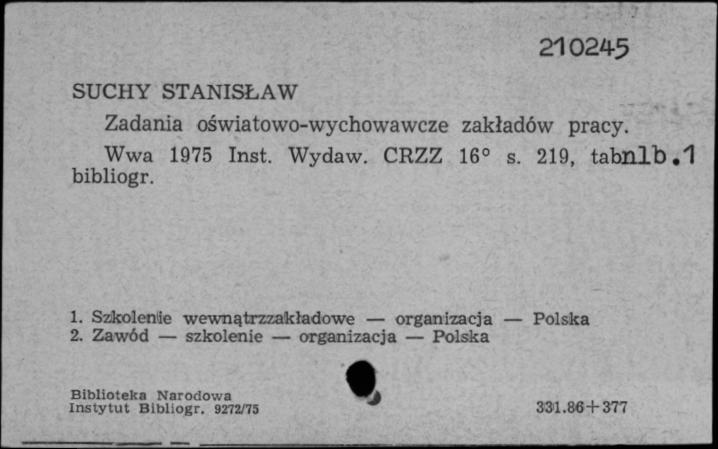 210245
SUCHY STANISŁAW
Zadania oświatowo-wychowawcze zakładów pracy.
Wwa 1975 Inst. Wydaw. CRZZ 16° s. 219, tabnlb.1
bibliogr.
1. Szkolenie wewnątrzzakładowe — organizacja — Polska
2. Zawód — szkolenie — organizacja — Polska
Biblioteka Narodowa
Instytut Bibliogr. 9272/75
331.86+377